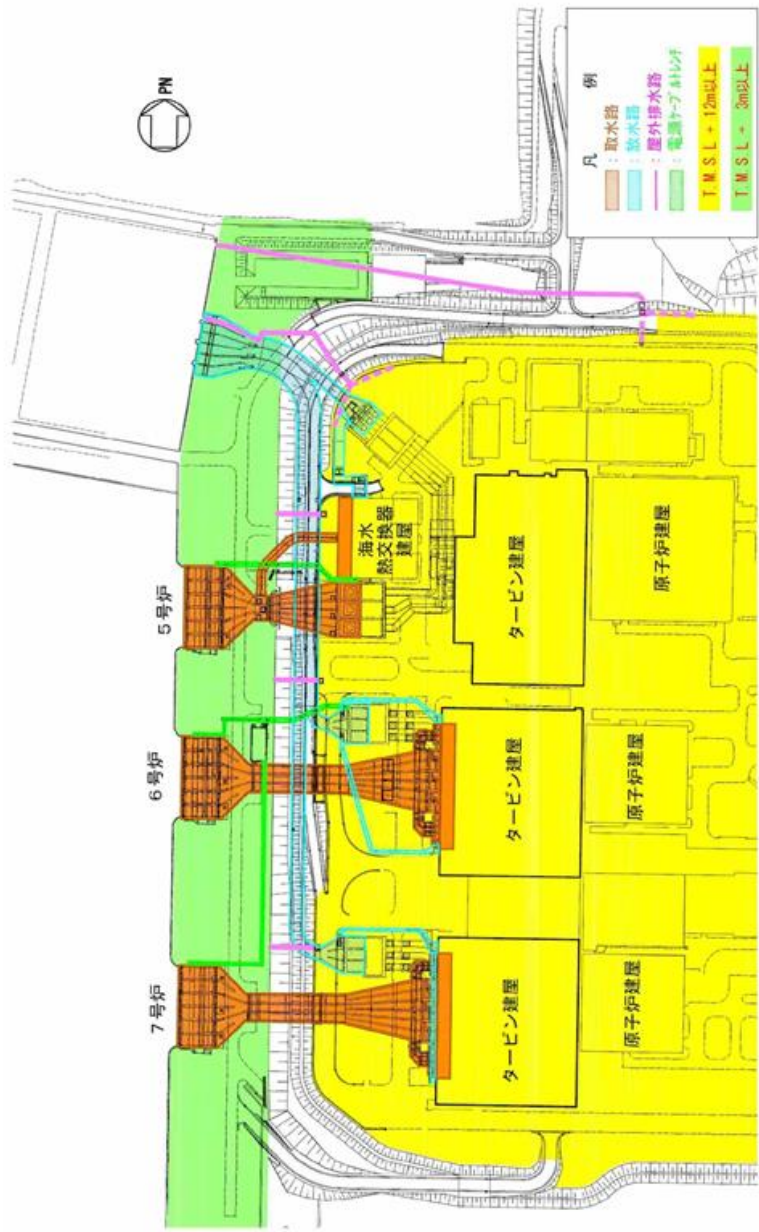 PN
凡 例
：取水路
：放水路
：屋外排水路
：電源ケーブルトレンチ
T.M.S.L + 12m以上
T.M.S.L + 3m以上
5号炉
6号炉
7号炉
海水
熱交換器
建屋
タービン建屋
原子炉建屋
タービン建屋
原子炉建屋
タービン建屋
原子炉建屋